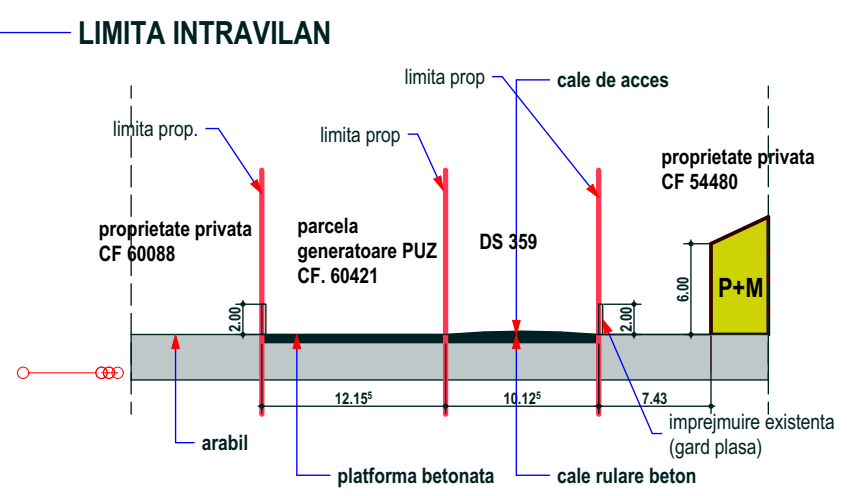 LIMITA INTRAVILAN
limita prop
cale de acces
limita prop.
limita prop
proprietate privata
CF 54480
proprietate privata
CF 60088
parcela
generatoare PUZ
CF. 60421
DS 359
6.00
P+M
2.00
2.00
12.15⁵
10.12⁵
7.43
imprejmuire existenta
(gard plasa)
arabil
platforma betonata
cale rulare beton